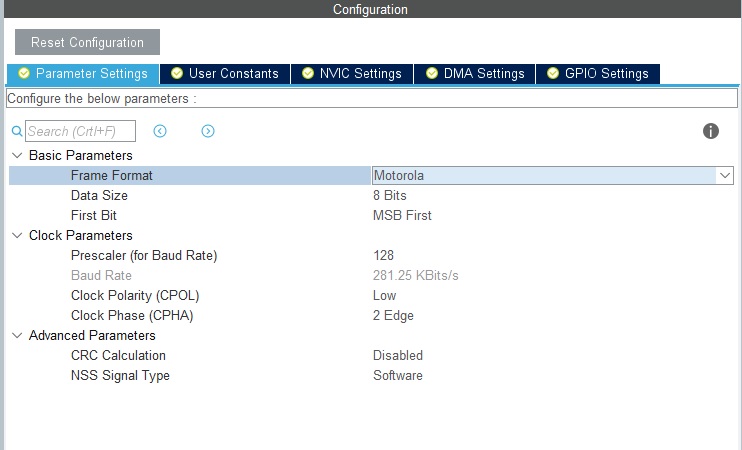 Configuration
Reset Configuration
Parameter Settings User Constants NVIC Settings DMA Settings GPIO Settings
Configure the below parameters :
Search (Crtl+F)
Basic Parameters
Frame Format Motorola
Data Size 8 Bits
First Bit MSB First
Clock Parameters
Prescaler (for Baud Rate) 128
Baud Rate 281.25 KBits/s
Clock Polarity (CPOL) Low
Clock Phase (CPHA) 2 Edge
Advanced Parameters
CRC Calculation Disabled
NSS Signal Type Software